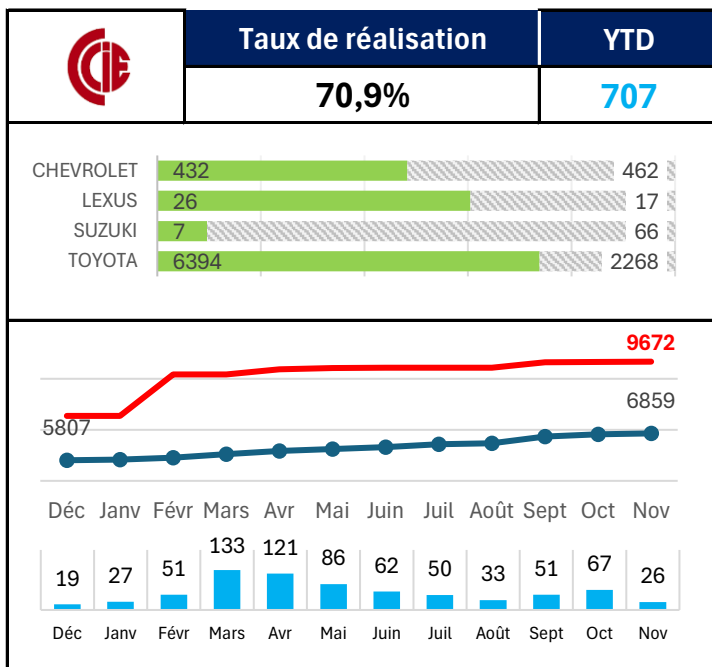 CCIE
Taux de réalisation YTD
70,9% 707
CHEVROLET 432 462
LEXUS 26 17
SUZUKI 7 66
TOYOTA 6394 2268
9672
5807 6859
Déc Janv Févr Mars Avr Mai Juin Juil Août Sept Oct Nov
19 27 51 133 121 86 62 50 33 51 67 26
Déc Janv Févr Mars Avr Mai Juin Juil Août Sept Oct Nov